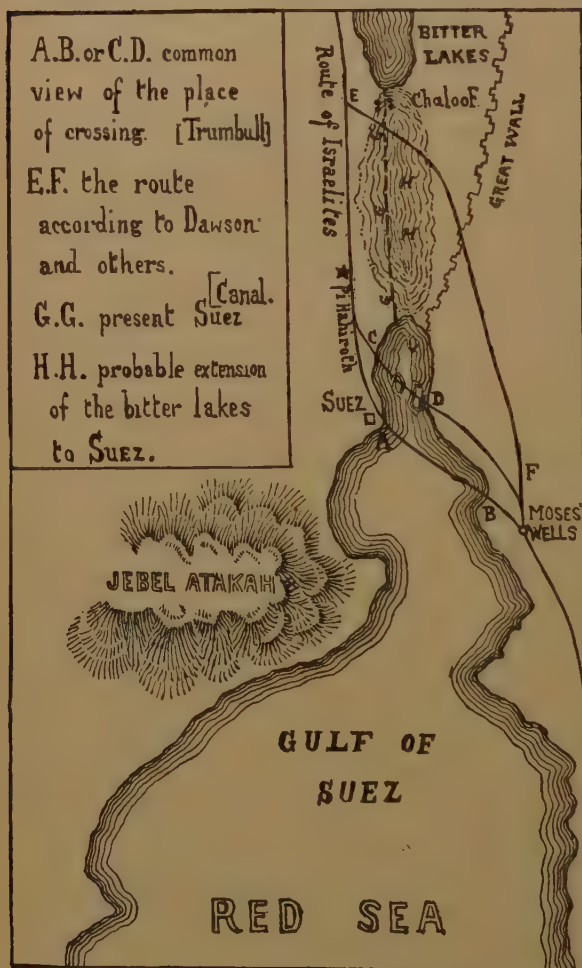 A.B. or C.D. common
view of the place
of crossing. [Trumbull]
E.F. the route
according to Dawson
and others.
[Canal.
G.G. present Suez
H.H. probable extension
of the bitter lakes
to Suez.
BITTER
LAKES
Chaloof.
E
Route of Israelites
GREAT WALL
G
H
G
H
G
Pi Hahiroth
C
D
SUEZ
A
F
B
MOSES'
WELLS
JEBEL ATAKAH
GULF OF
SUEZ
RED SEA